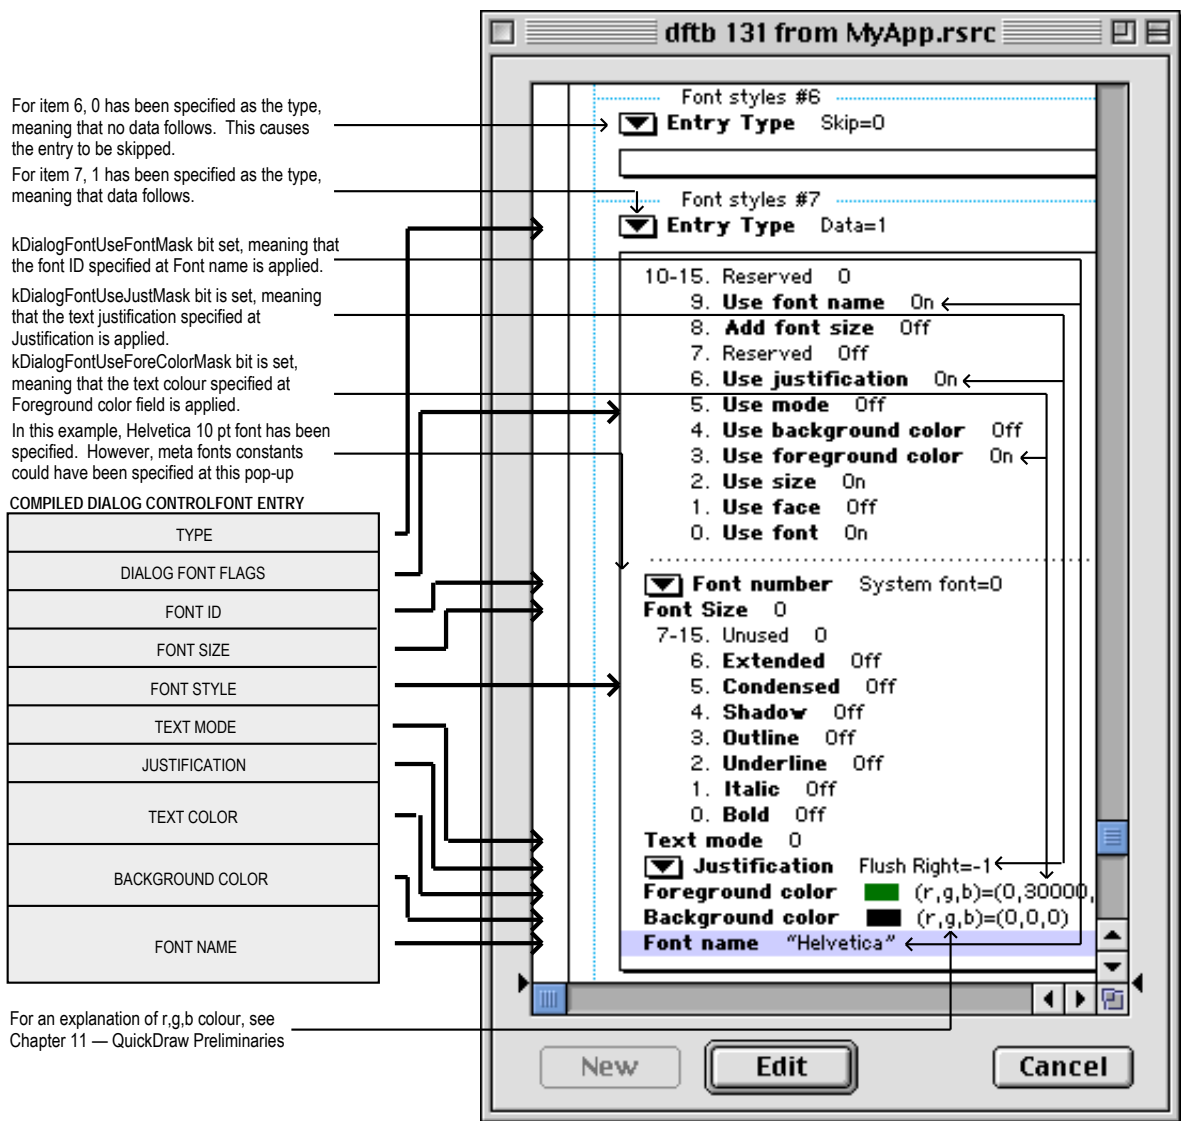 dftb 131 from MyApp.rsrc
For item 6, 0 has been specified as the type,
meaning that no data follows. This causes
the entry to be skipped.
For item 7, 1 has been specified as the type,
meaning that data follows.
kDialogFontUseFontMask bit set, meaning that
the font ID specified at Font name is applied.
kDialogFontUseJustMask bit is set, meaning
that the text justification specified at
Justification is applied.
kDialogFontUseForeColorMask bit is set,
meaning that the text colour specified at
Foreground color field is applied.
In this example, Helvetica 10 pt font has been
specified. However, meta fonts constants
could have been specified at this pop-up
COMPILED DIALOG CONTROLFONT ENTRY
TYPE
DIALOG FONT FLAGS
FONT ID
FONT SIZE
FONT STYLE
TEXT MODE
JUSTIFICATION
TEXT COLOR
BACKGROUND COLOR
FONT NAME
For an explanation of r,g,b colour, see
Chapter 11 — QuickDraw Preliminaries
Font styles #6
Entry Type Skip=0
Font styles #7
Entry Type Data=1
10-15. Reserved 0
9. Use font name On
8. Add font size Off
7. Reserved Off
6. Use justification On
5. Use mode Off
4. Use background color Off
3. Use foreground color On
2. Use size On
1. Use face Off
0. Use font On
Font number System font=0
Font Size 0
7-15. Unused 0
6. Extended Off
5. Condensed Off
4. Shadow Off
3. Outline Off
2. Underline Off
1. Italic Off
0. Bold Off
Text mode 0
Justification Flush Right=-1
Foreground color (r,g,b)=(0,30000,
Background color (r,g,b)=(0,0,0)
Font name “Helvetica”
New
Edit
Cancel